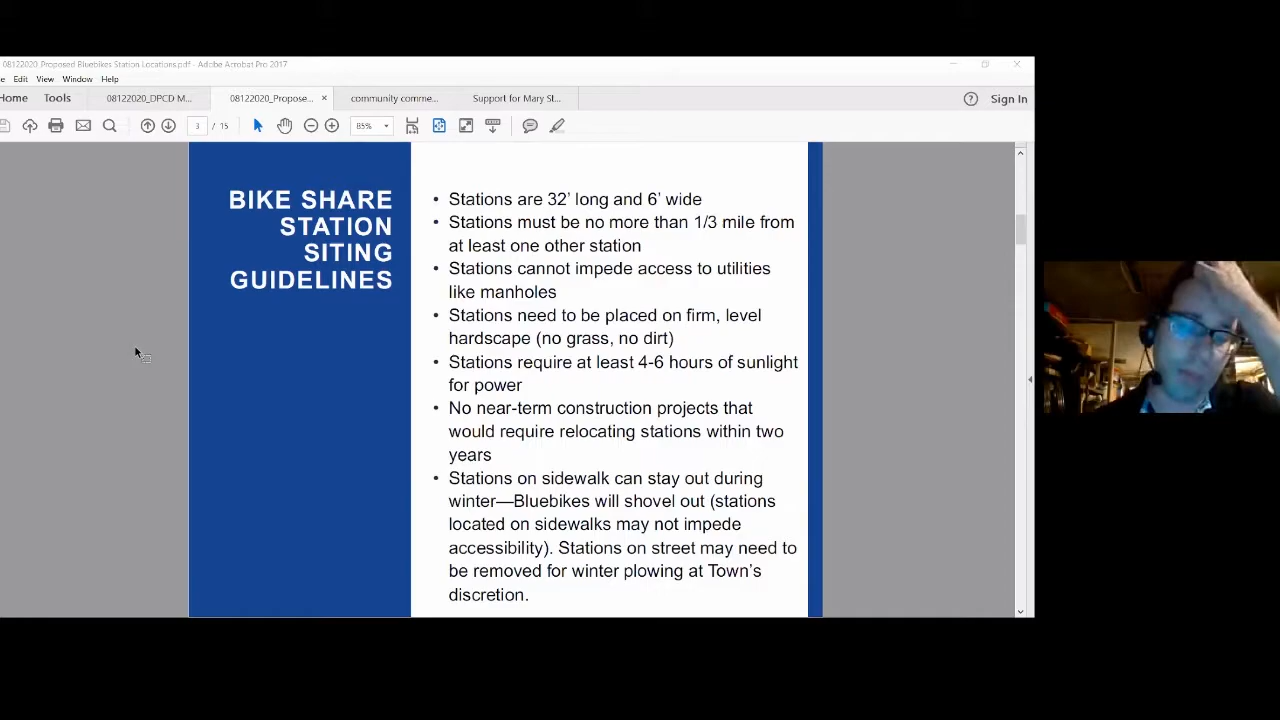 08122020_Proposed Bluebikes Station Locations.pdf - Adobe Acrobat Pro 2017
Edit View Window Help
Home Tools 08122020_DPCD M... 08122020_Propose... × community comme... Support for Mary St... ? Sign In
3 / 15 85%
BIKE SHARE
STATION
SITING
GUIDELINES
• Stations are 32’ long and 6’ wide
• Stations must be no more than 1/3 mile from
at least one other station
• Stations cannot impede access to utilities
like manholes
• Stations need to be placed on firm, level
hardscape (no grass, no dirt)
• Stations require at least 4-6 hours of sunlight
for power
• No near-term construction projects that
would require relocating stations within two
years
• Stations on sidewalk can stay out during
winter—Bluebikes will shovel out (stations
located on sidewalks may not impede
accessibility). Stations on street may need to
be removed for winter plowing at Town’s
discretion.